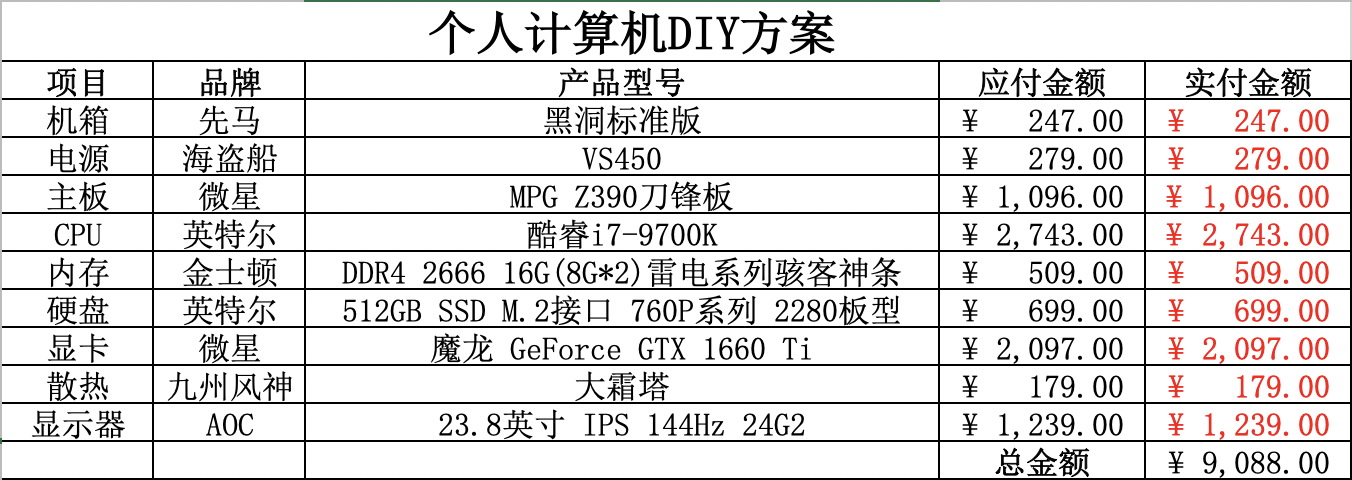 个人计算机DIY方案
项目 品牌 产品型号 应付金额 实付金额
机箱 先马 黑洞标准版 ¥ 247.00 ¥ 247.00
电源 海盗船 VS450 ¥ 279.00 ¥ 279.00
主板 微星 MPG Z390刀锋板 ¥ 1,096.00 ¥ 1,096.00
CPU 英特尔 酷睿i7-9700K ¥ 2,743.00 ¥ 2,743.00
内存 金士顿 DDR4 2666 16G(8G*2)雷电系列骇客神条 ¥ 509.00 ¥ 509.00
硬盘 英特尔 512GB SSD M.2接口 760P系列 2280板型 ¥ 699.00 ¥ 699.00
显卡 微星 魔龙 GeForce GTX 1660 Ti ¥ 2,097.00 ¥ 2,097.00
散热 九州风神 大霜塔 ¥ 179.00 ¥ 179.00
显示器 AOC 23.8英寸 IPS 144Hz 24G2 ¥ 1,239.00 ¥ 1,239.00
总金额 ¥ 9,088.00